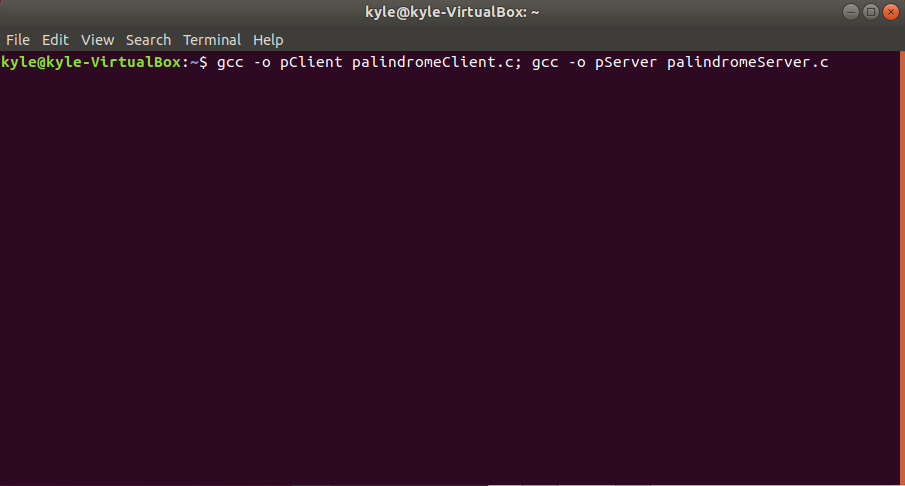 kyle@kyle-VirtualBox: ~
File Edit View Search Terminal Help
kyle@kyle-VirtualBox:~$ gcc -o pClient palindromeClient.c; gcc -o pServer palindromeServer.c